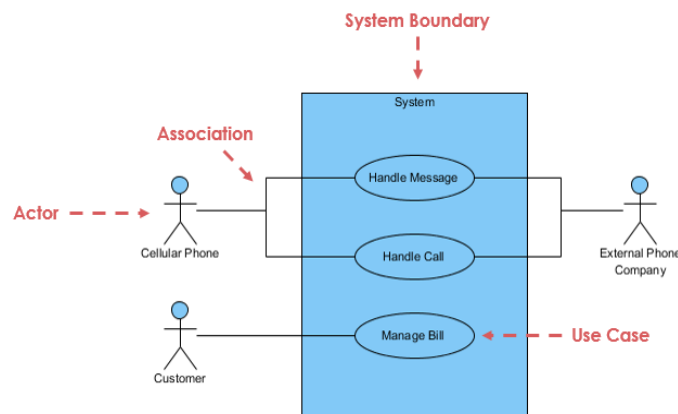 System Boundary
System
Association
Handle Message
Actor
Cellular Phone
Handle Call
External Phone
Company
Manage Bill
Use Case
Customer